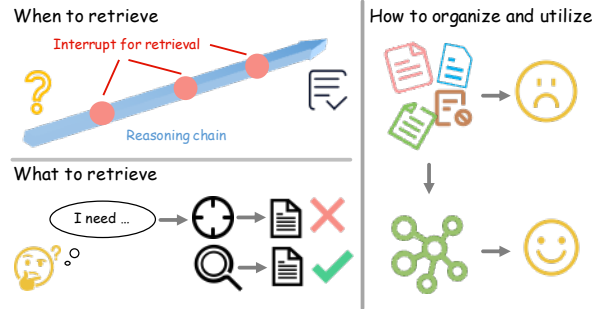 When to retrieve
Interrupt for retrieval
Reasoning chain
What to retrieve
I need ...
How to organize and utilize